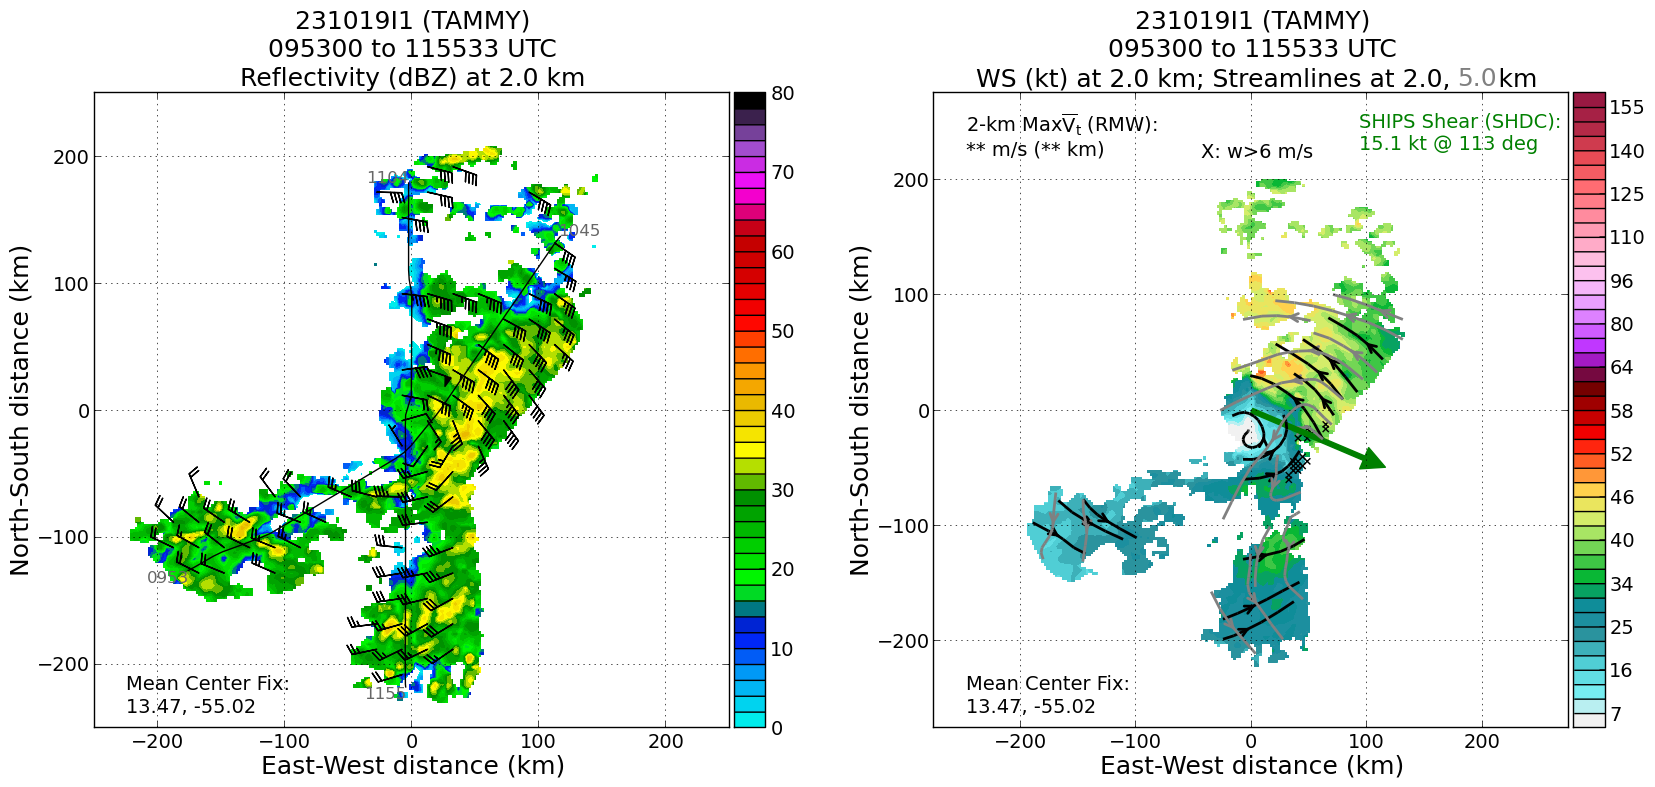 231019I1 (TAMMY)
095300 to 115533 UTC
Reflectivity (dBZ) at 2.0 km
North-South distance (km)
200
100
0
−100
−200
1104
1045
1155
Mean Center Fix:
13.47, -55.02
−200
−100
0
100
200
East-West distance (km)
80
70
60
50
40
30
20
10
0
231019I1 (TAMMY)
095300 to 115533 UTC
WS (kt) at 2.0 km; Streamlines at 2.0, 5.0 km
North-South distance (km)
200
100
0
−100
−200
2-km MaxV̅t (RMW):
** m/s (** km)
X: w>6 m/s
SHIPS Shear (SHDC):
15.1 kt @ 113 deg
Mean Center Fix:
13.47, -55.02
−200
−100
0
100
200
East-West distance (km)
155
140
125
110
96
80
64
58
52
46
40
34
25
16
7